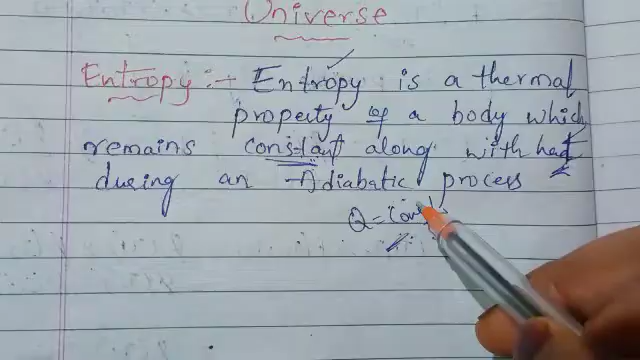 Universe
Entropy :- Entropy is a thermal
property of a body which
remains constant along with heat
during an Adiabatic process
Q = Const